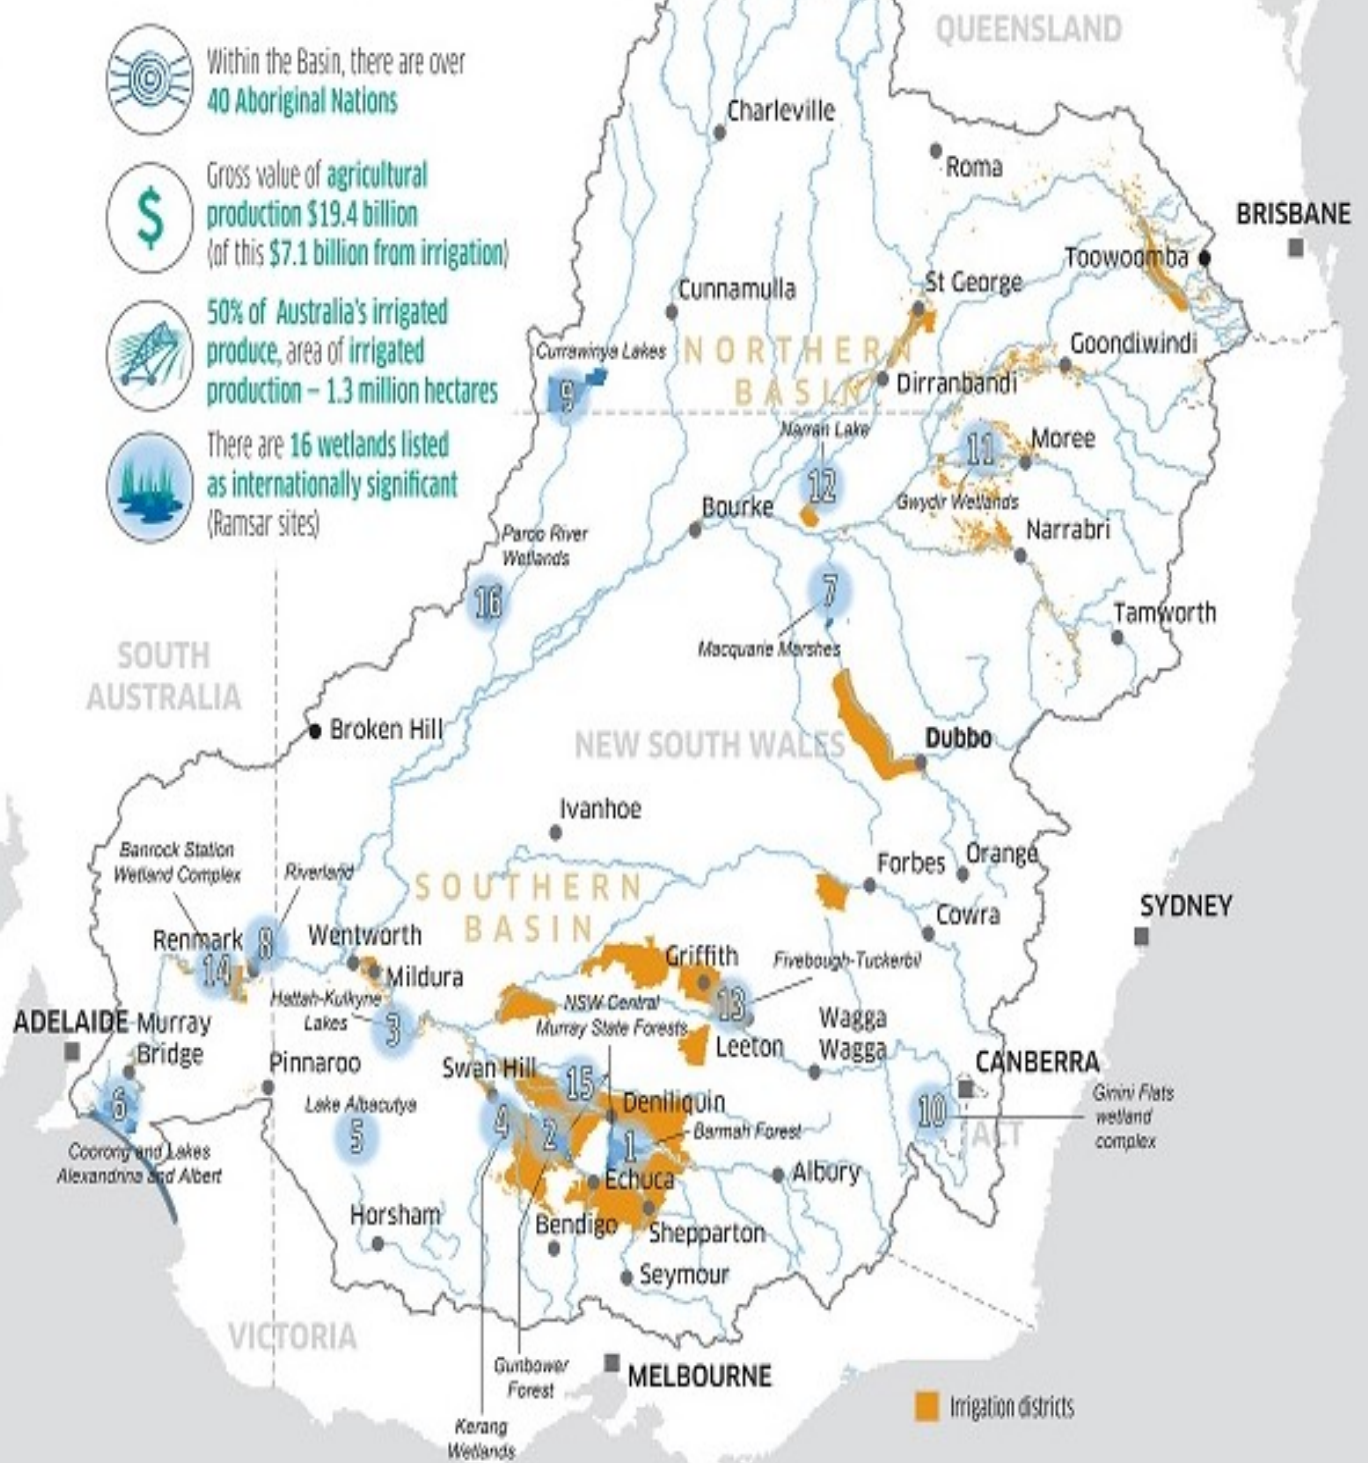 Within the Basin, there are over
40 Aboriginal Nations
Gross value of agricultural
production $19.4 billion
(of this $7.1 billion from irrigation)
50% of Australia's irrigated
produce, area of irrigated
production – 1.3 million hectares
There are 16 wetlands listed
as internationally significant
(Ramsar sites)
QUEENSLAND
Charleville
Roma
BRISBANE
Toowoomba
Cunnamulla
St George
Currawinya Lakes
9
NORTHERN
BASIN
Goondiwindi
Dirranbandi
Narran Lake
12
11
Moree
Gwydir Wetlands
Bourke
Narrabri
Paroo River
Wetlands
16
7
Macquarie Marshes
Tamworth
SOUTH
AUSTRALIA
Broken Hill
NEW SOUTH WALES
Dubbo
Ivanhoe
Banrock Station
Wetland Complex
Riverland
SOUTHERN
BASIN
Forbes
Orange
Cowra
SYDNEY
Renmark
14
8
Wentworth
Mildura
Griffith
Fivebough-Tuckerbil
13
Hattah-Kulkyne
Lakes
3
NSW Central
Murray State Forests
Leeton
Wagga
Wagga
ADELAIDE
Murray
Bridge
Pinnaroo
Swan Hill
CANBERRA
6
Lake Albacutya
5
4
2
15
Deniliquin
1
Barmah Forest
10
ACT
Ginini Flats
wetland
complex
Coorong and Lakes
Alexandrina and Albert
Echuca
Albury
Horsham
Bendigo
Shepparton
Seymour
VICTORIA
Gunbower
Forest
MELBOURNE
Kerang
Wetlands
Irrigation districts